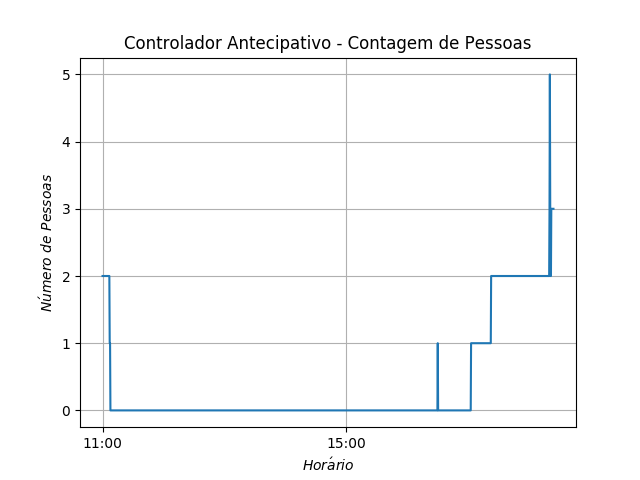 Controlador Antecipativo - Contagem de Pessoas
5
4
3
2
1
0
Número de Pessoas
11:00
15:00
Horário